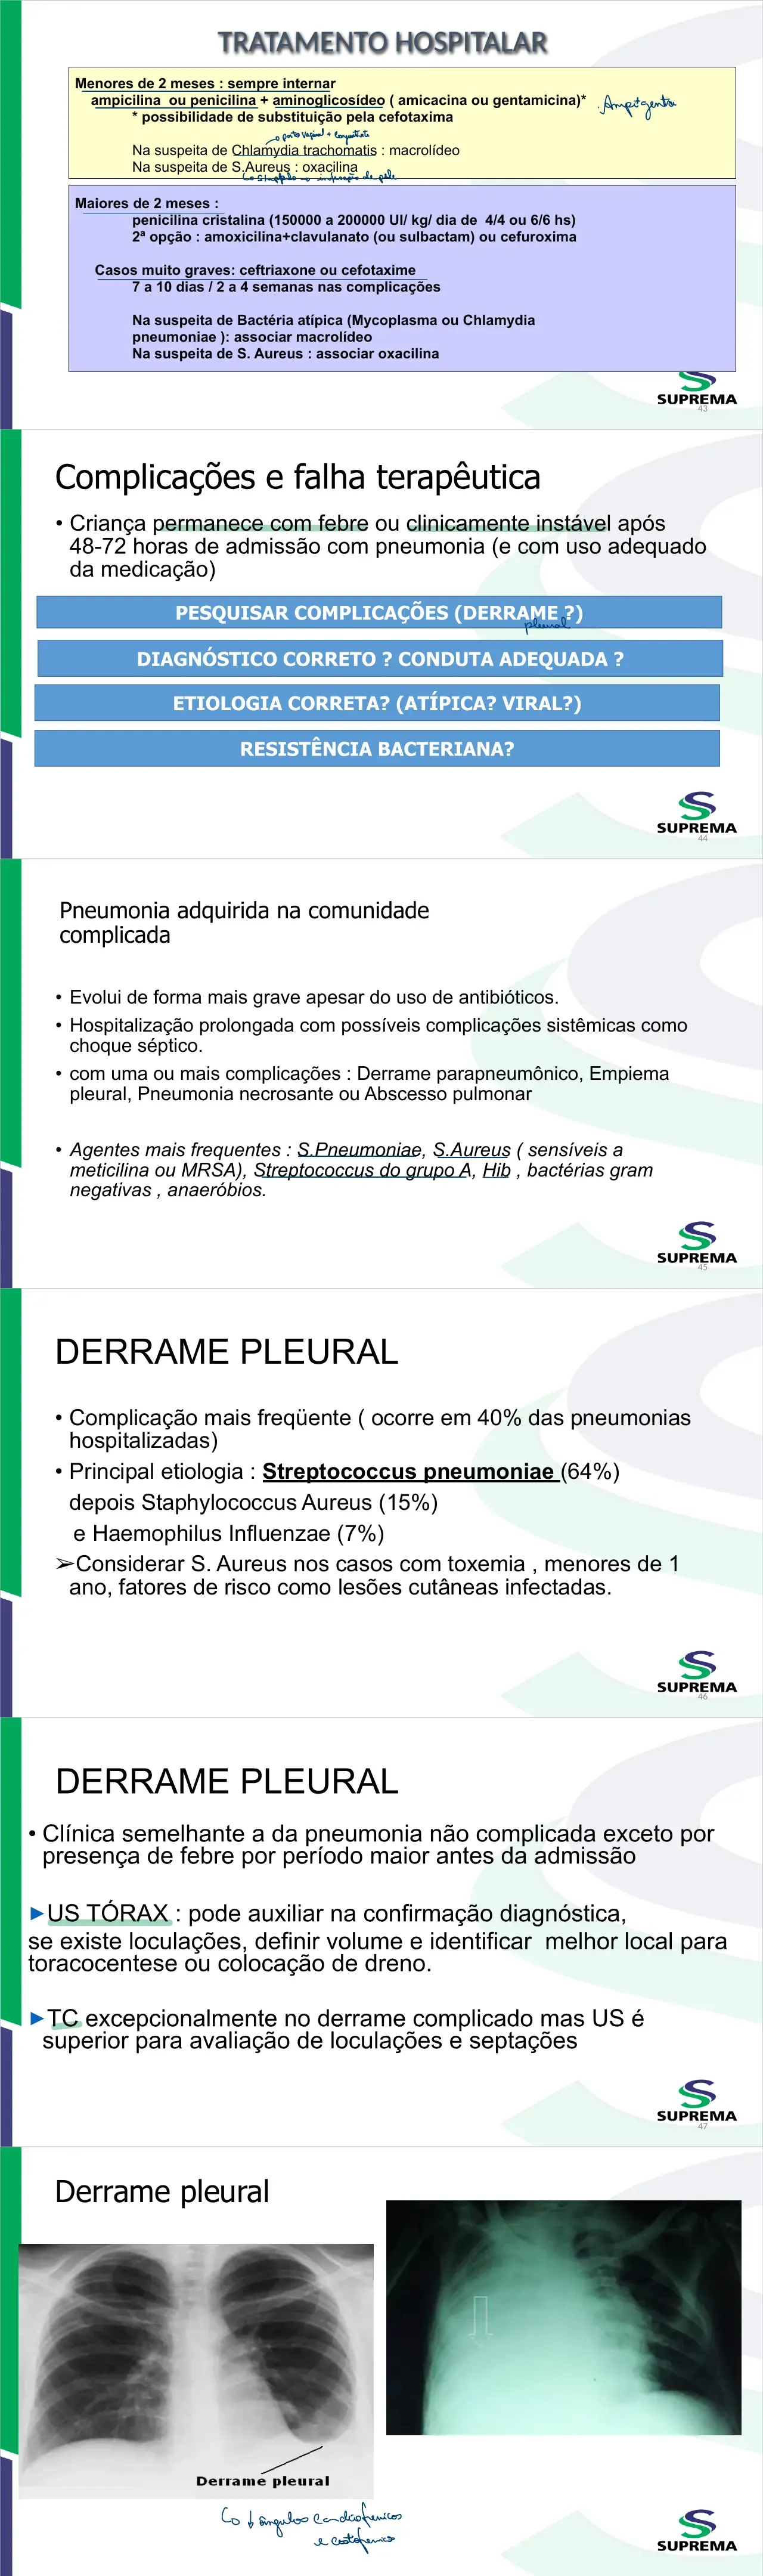 TRATAMENTO HOSPITALAR
Menores de 2 meses : sempre internar
ampicilina ou penicilina + aminoglicosídeo ( amicacina ou gentamicina)*
Ampi+genta
* possibilidade de substituição pela cefotaxima
parto vaginal + conjuntivite
Na suspeita de Chlamydia trachomatis : macrolídeo
Na suspeita de S.Aureus : oxacilina
infecção de pele
Maiores de 2 meses :
penicilina cristalina (150000 a 200000 UI/ kg/ dia de 4/4 ou 6/6 hs)
2ª opção : amoxicilina+clavulanato (ou sulbactam) ou cefuroxima
Casos muito graves: ceftriaxone ou cefotaxime
7 a 10 dias / 2 a 4 semanas nas complicações
Na suspeita de Bactéria atípica (Mycoplasma ou Chlamydia
pneumoniae ): associar macrolídeo
Na suspeita de S. Aureus : associar oxacilina
SUPREMA
43
Complicações e falha terapêutica
• Criança permanece com febre ou clinicamente instável após
48-72 horas de admissão com pneumonia (e com uso adequado
da medicação)
PESQUISAR COMPLICAÇÕES (DERRAME ?)
pleural
DIAGNÓSTICO CORRETO ? CONDUTA ADEQUADA ?
ETIOLOGIA CORRETA? (ATÍPICA? VIRAL?)
RESISTÊNCIA BACTERIANA?
SUPREMA
44
Pneumonia adquirida na comunidade
complicada
• Evolui de forma mais grave apesar do uso de antibióticos.
• Hospitalização prolongada com possíveis complicações sistêmicas como
choque séptico.
• com uma ou mais complicações : Derrame parapneumônico, Empiema
pleural, Pneumonia necrosante ou Abscesso pulmonar
• Agentes mais frequentes : S.Pneumoniae, S.Aureus ( sensíveis a
meticilina ou MRSA), Streptococcus do grupo A, Hib , bactérias gram
negativas , anaeróbios.
SUPREMA
45
DERRAME PLEURAL
• Complicação mais freqüente ( ocorre em 40% das pneumonias
hospitalizadas)
• Principal etiologia : Streptococcus pneumoniae (64%)
depois Staphylococcus Aureus (15%)
e Haemophilus Influenzae (7%)
➢Considerar S. Aureus nos casos com toxemia , menores de 1
ano, fatores de risco como lesões cutâneas infectadas.
SUPREMA
46
DERRAME PLEURAL
• Clínica semelhante a da pneumonia não complicada exceto por
presença de febre por período maior antes da admissão
►US TÓRAX : pode auxiliar na confirmação diagnóstica,
se existe loculações, definir volume e identificar melhor local para
toracocentese ou colocação de dreno.
►TC excepcionalmente no derrame complicado mas US é
superior para avaliação de loculações e septações
SUPREMA
47
Derrame pleural
Derrame pleural
↳ ↓ ângulos cardiofrenicos
e costofrenico
SUPREMA